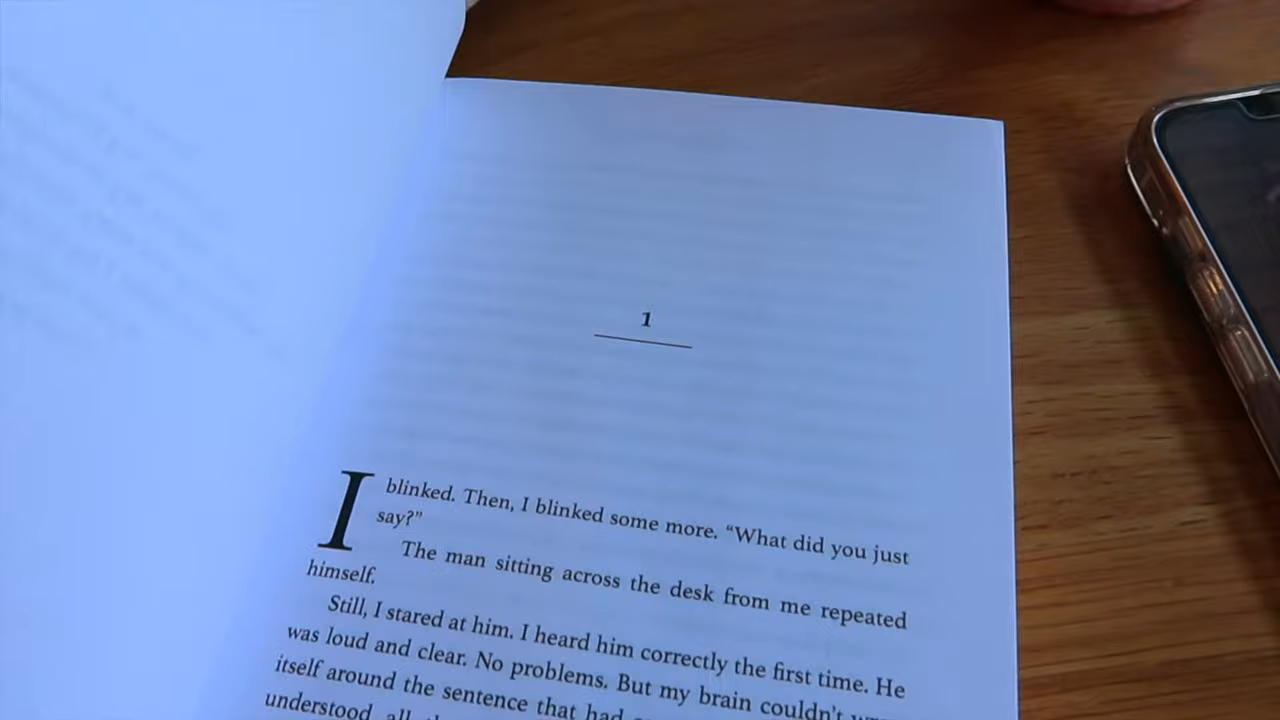 1
I blinked. Then, I blinked some more. “What did you just
say?”
The man sitting across the desk from me repeated
himself.
Still, I stared at him. I heard him correctly the first time. He
was loud and clear. No problems. But my brain couldn't
itself around the sentence that had
understood all